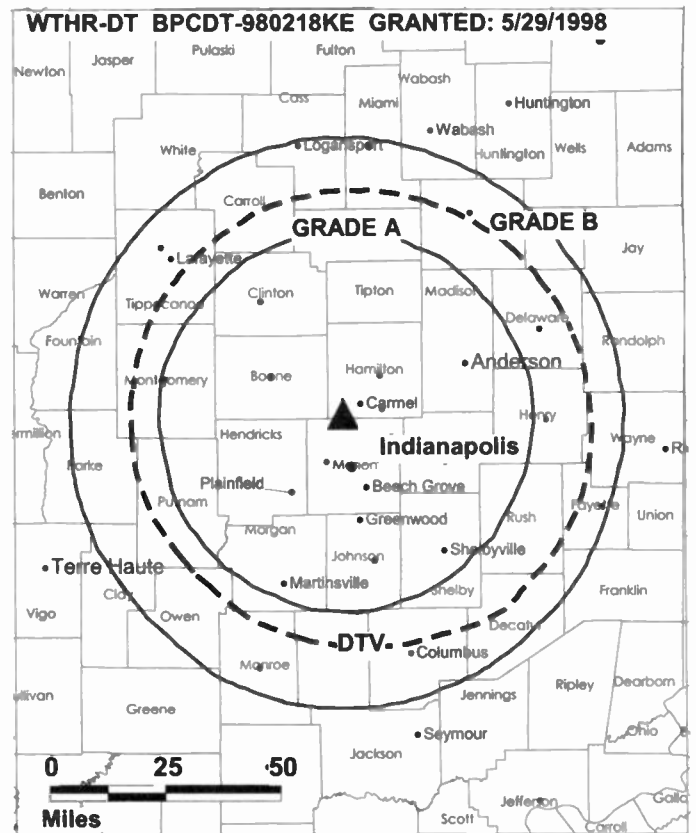 WTHR-DT BPCDT-980218KE GRANTED: 5/29/1998
Fulton
Pulaski
Jasper
Newton
Wabash
Cass
Miami
Huntington
Wabash
Logansport
White
Huntington
Wells
Adams
Benton
Carroll
GRADE A
GRADE B
Jay
Lafayette
Warren
Clinton
Tipton
Madison
Tippecanoe
Delaware
Fountain
Randolph
Anderson
Hamilton
Montgomery
Boone
Carmel
Henry
Hendricks
Wayne
rmillion
Indianapolis
R
Parke
Marion
Plainfield
Beech Grove
Putnam
Fayette
Union
Greenwood
Rush
Morgan
Shelbyville
Johnson
Terre Haute
Martinsville
Shelby
Franklin
Clay
Vigo
Owen
Decatur
DTV
Columbus
Monroe
Ripley
Dearborn
llivan
Jennings
Greene
Ohio
Seymour
Jackson
0 25 50
Jefferson
Galla
Miles
Scott
Carroll